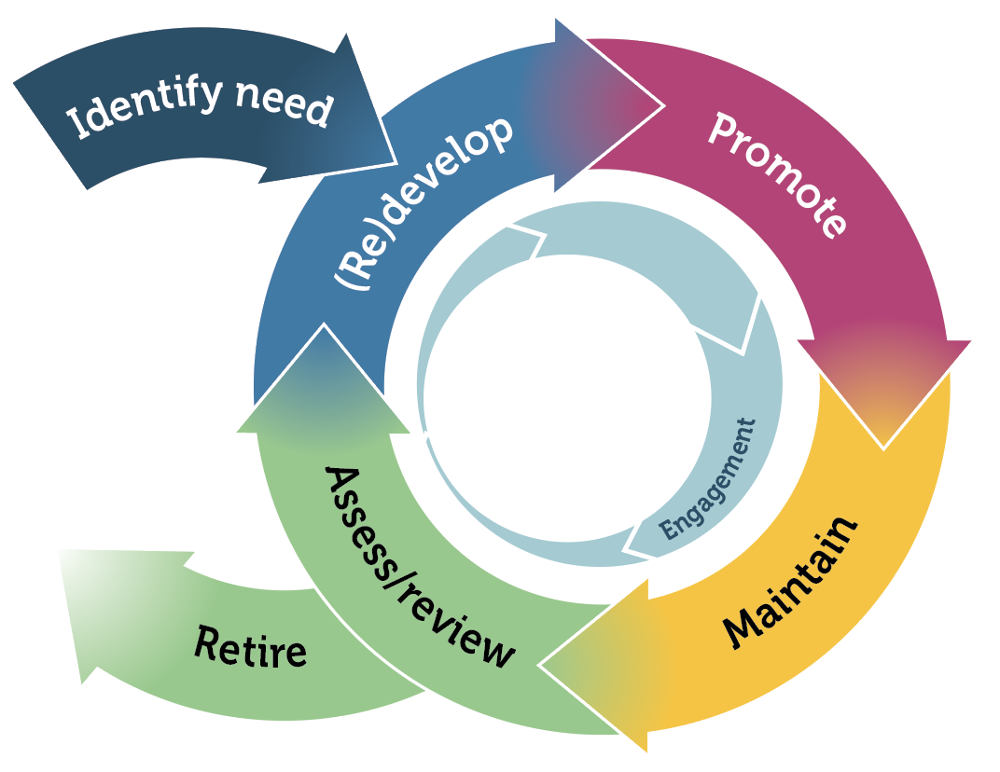 Identify need
(Re)develop
Promote
Maintain
Assess/review
Retire
Engagement